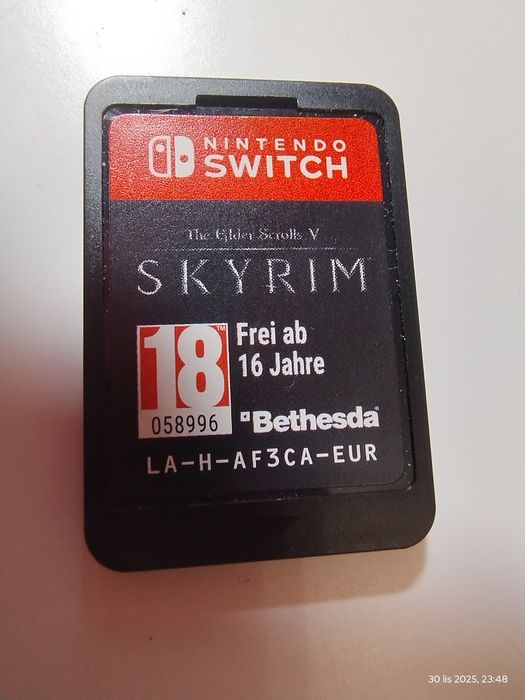 NINTENDO
SWITCH
The Elder Scrolls V
SKYRIM
18™
Frei ab
16 Jahre
058996
Bethesda®
LA-H-AF3CA-EUR
30 lis 2025, 23:48